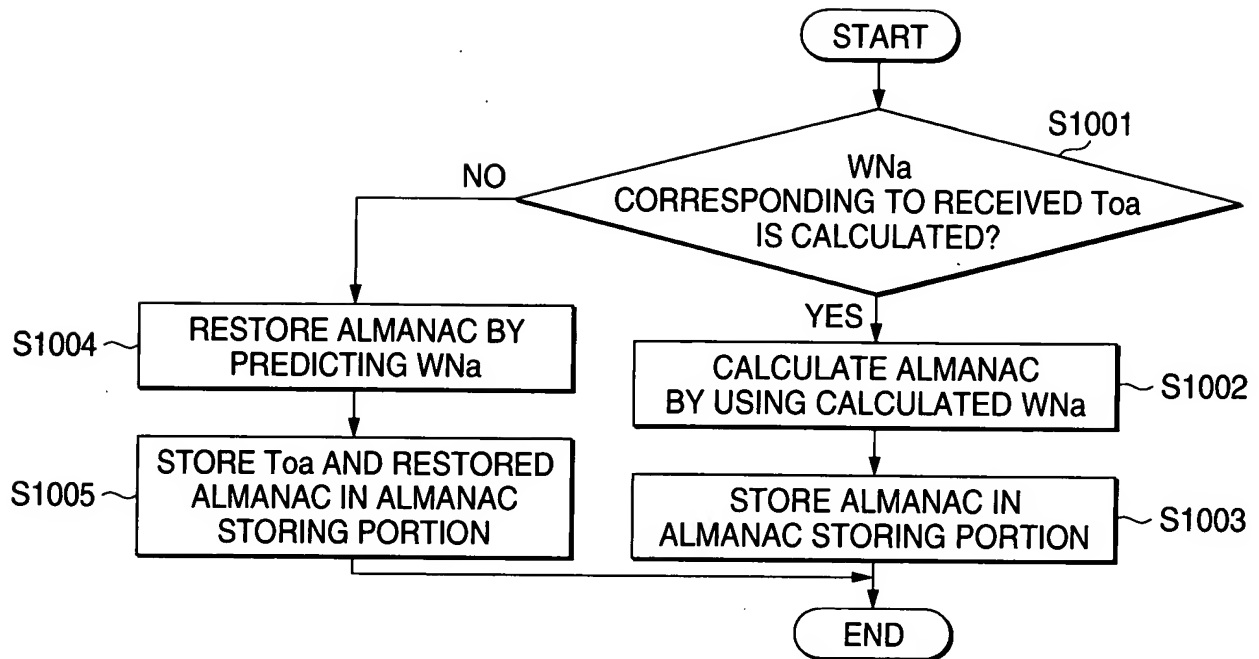 START
S1001
WNa
CORRESPONDING TO RECEIVED Toa
IS CALCULATED?
NO
YES
S1004
RESTORE ALMANAC BY
PREDICTING WNa
CALCULATE ALMANAC
BY USING CALCULATED WNa
S1002
S1005
STORE Toa AND RESTORED
ALMANAC IN ALMANAC
STORING PORTION
STORE ALMANAC IN
ALMANAC STORING PORTION
S1003
END